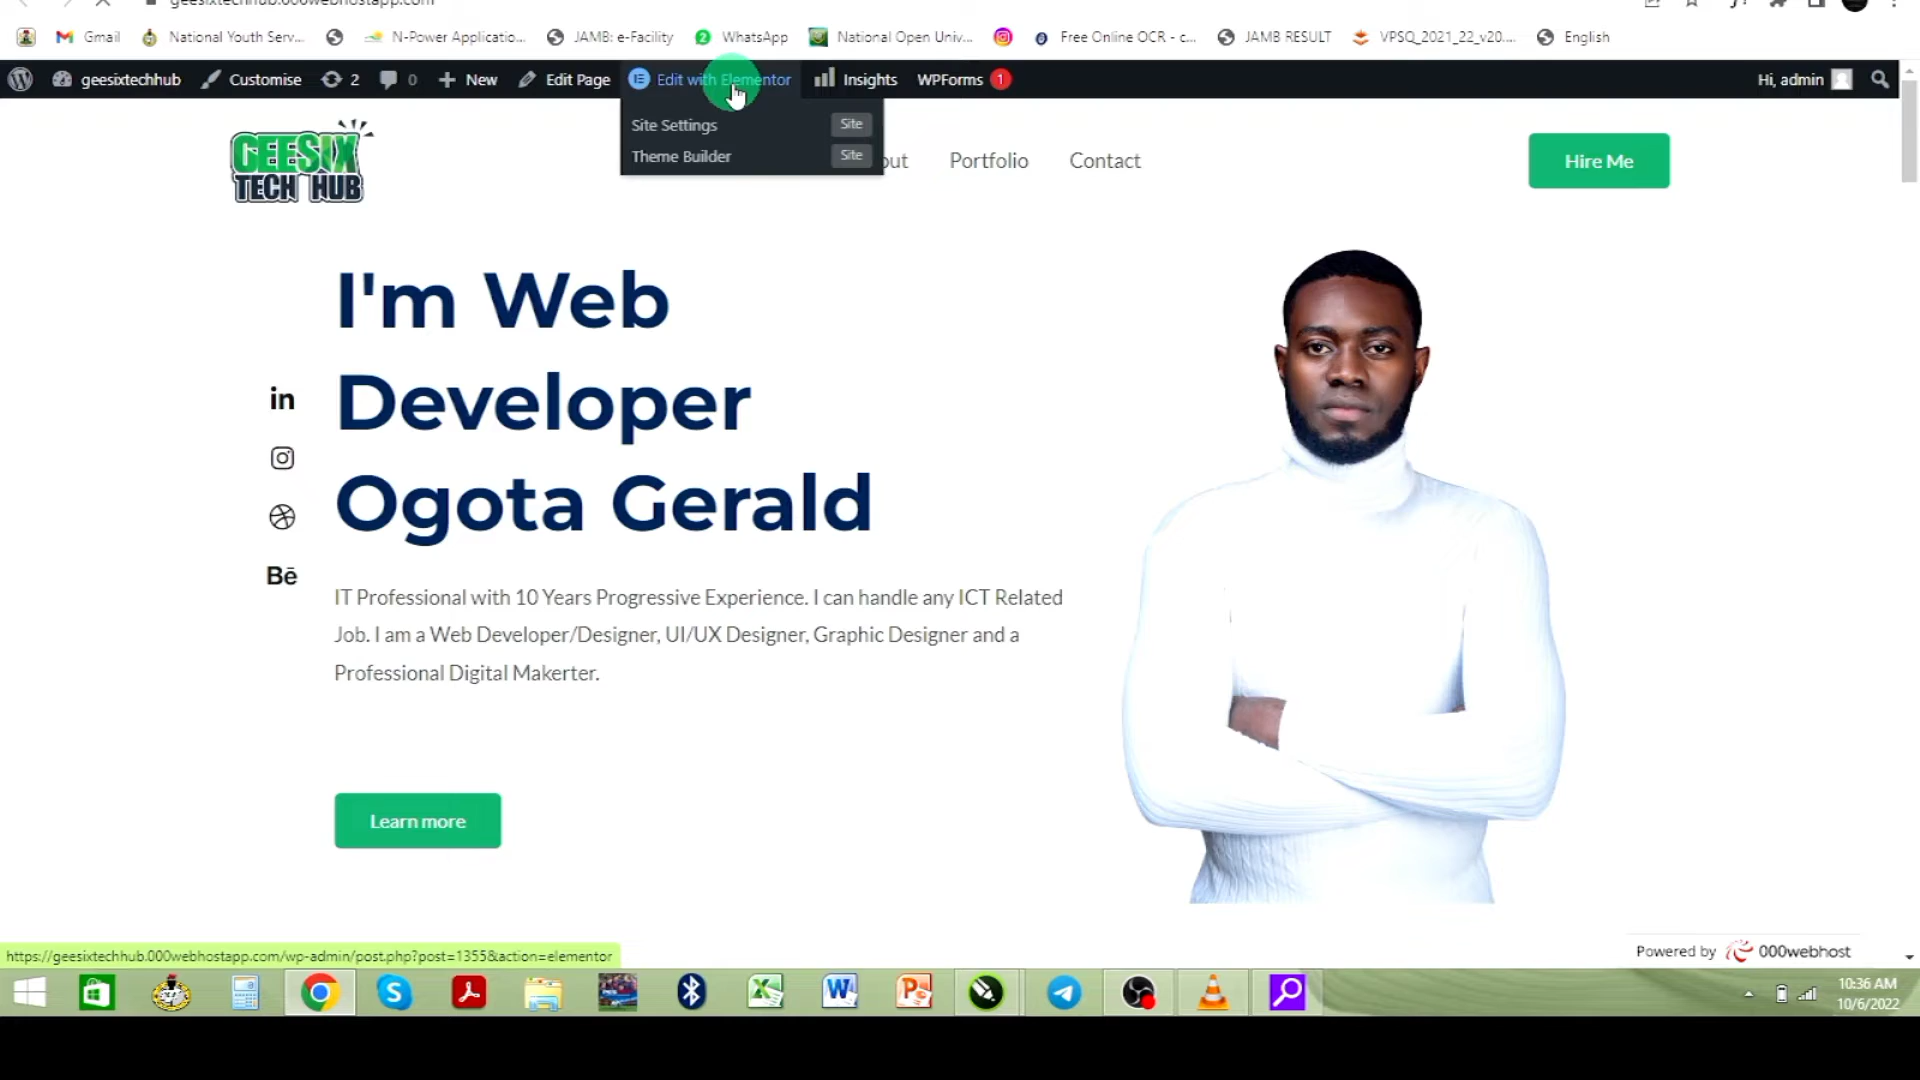 geesixtechhub.000webhostapp.com
Gmail
National Youth Serv...
N-Power Applicatio...
JAMB: e-Facility
2
WhatsApp
National Open Univ...
Free Online OCR - c...
JAMB RESULT
VPSQ_2021_22_v20....
English
geesixtechhub
Customise
2
0
New
Edit Page
Edit with Elementor
Insights
WPForms 1
Hi, admin
Site Settings Site
Theme Builder Site
GEESIX
TECH HUB
out
Portfolio
Contact
Hire Me
I'm Web
Developer
Ogota Gerald
in
Bē
IT Professional with 10 Years Progressive Experience. I can handle any ICT Related
Job. I am a Web Developer/Designer, UI/UX Designer, Graphic Designer and a
Professional Digital Makerter.
Learn more
Powered by 000webhost
https://geesixtechhub.000webhostapp.com/wp-admin/post.php?post=1355&action=elementor
10:36 AM
10/6/2022